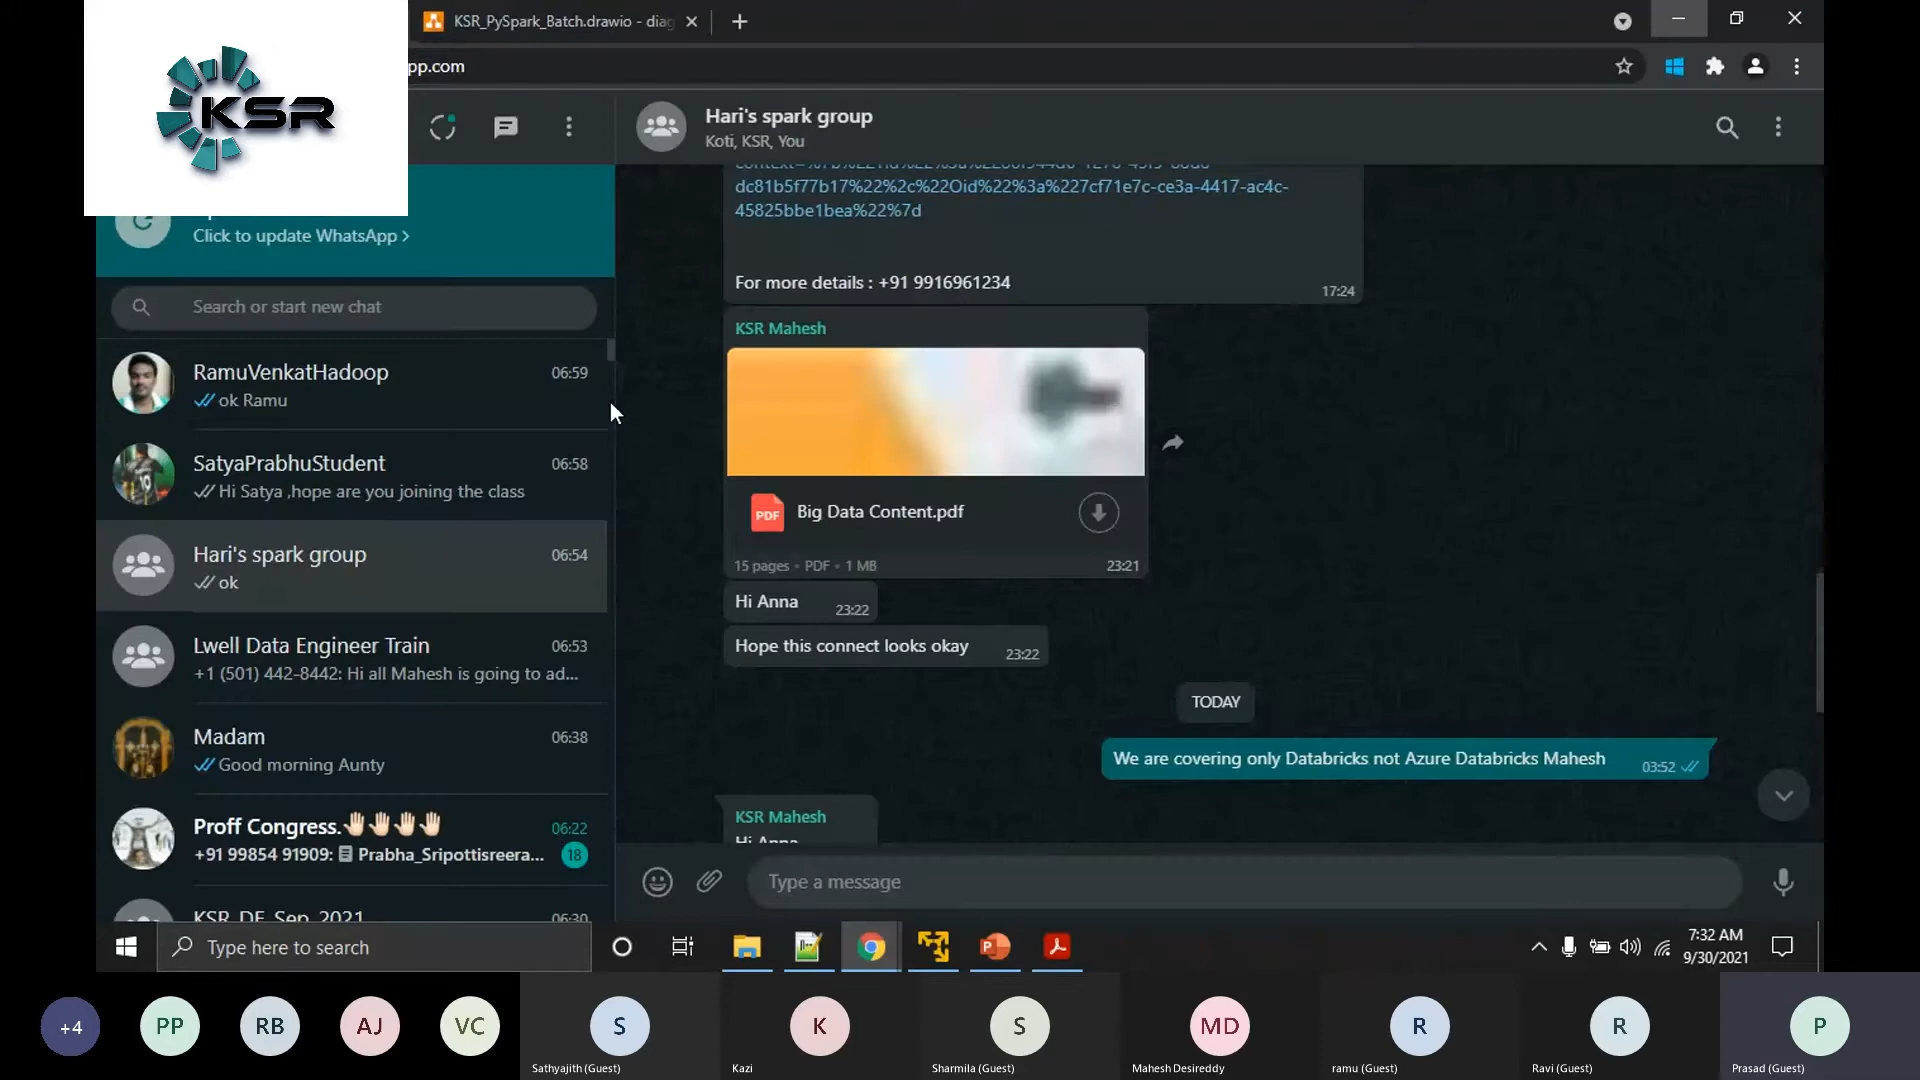 KSR_PySpark_Batch.drawio - diag
pp.com
KSR
Click to update WhatsApp
Search or start new chat
RamuVenkatHadoop 06:59
ok Ramu
SatyaPrabhuStudent 06:58
Hi Satya ,hope are you joining the class
Hari's spark group 06:54
ok
Lwell Data Engineer Train 06:53
+1 (501) 442-8442: Hi all Mahesh is going to ad...
Madam 06:38
Good morning Aunty
Proff Congress.🖐🏻🖐🏻🖐🏻🖐🏻 06:22
+91 99854 91909: Prabha_Sripottisreera... 18
KSR_DE_Sep_2021 06:30
Hari's spark group
Koti, KSR, You
dc81b5f77b17%22%2c%22Oid%22%3a%227cf71e7c-ce3a-4417-ac4c-
45825bbe1bea%22%7d
For more details : +91 9916961234
17:24
KSR Mahesh
PDF Big Data Content.pdf
15 pages • PDF • 1 MB 23:21
Hi Anna 23:22
Hope this connect looks okay 23:22
TODAY
We are covering only Databricks not Azure Databricks Mahesh 03:52
KSR Mahesh
Hi Anna
Type a message
Type here to search
7:32 AM
9/30/2021
+4 PP RB AJ VC S K S MD R R P
Sathyajith (Guest) Kazi Sharmila (Guest) Mahesh Desireddy ramu (Guest) Ravi (Guest) Prasad (Guest)